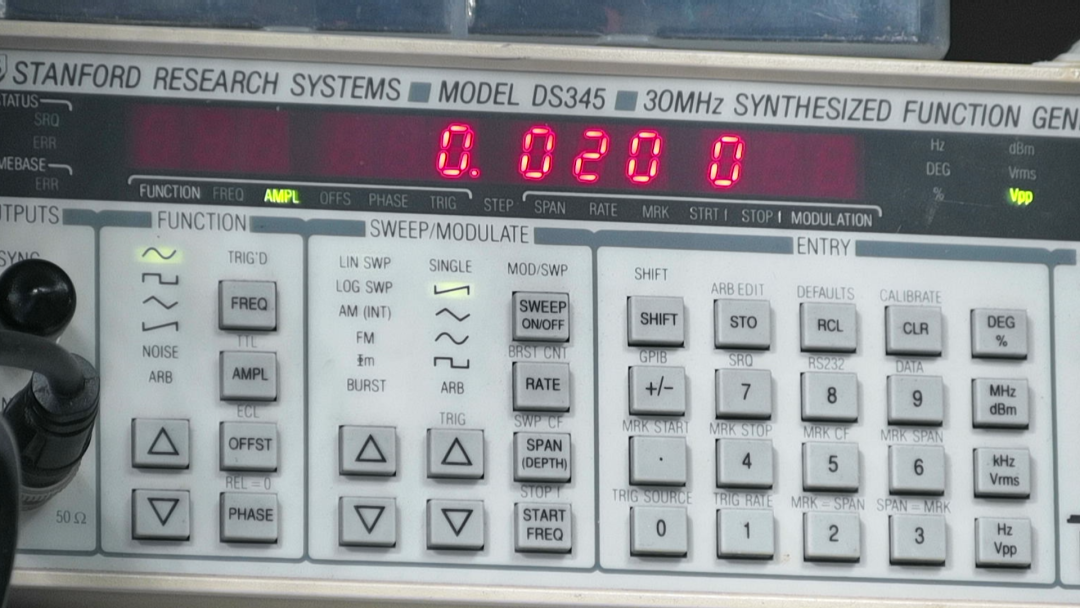 STANFORD RESEARCH SYSTEMS ■ MODEL DS345 ■ 30MHz SYNTHESIZED FUNCTION GEN
STATUS
SRQ
ERR
MEBASE
ERR
0. 020 0
Hz dBm
DEG Vrms
% Vpp
FUNCTION FREQ AMPL OFFS PHASE TRIG STEP SPAN RATE MRK STRT f STOP f MODULATION
TPUTS
SYNC
50 Ω
FUNCTION
TRIG'D
FREQ
TTL
AMPL
NOISE
ARB
ECL
OFFST
REL = 0
PHASE
SWEEP/MODULATE
LIN SWP SINGLE MOD/SWP
LOG SWP
SWEEP
ON/OFF
AM (INT)
FM
BRST CNT
Φm
RATE
BURST ARB
TRIG SWP CF
SPAN
(DEPTH)
STOP f
START
FREQ
ENTRY
SHIFT ARB EDIT DEFAULTS CALIBRATE
SHIFT STO RCL CLR DEG
%
GPIB SRQ RS232 DATA
+/− 7 8 9 MHz
dBm
MRK START MRK STOP MRK CF MRK SPAN
· 4 5 6 kHz
Vrms
TRIG SOURCE TRIG RATE MRK = SPAN SPAN = MRK
0 1 2 3 Hz
Vpp